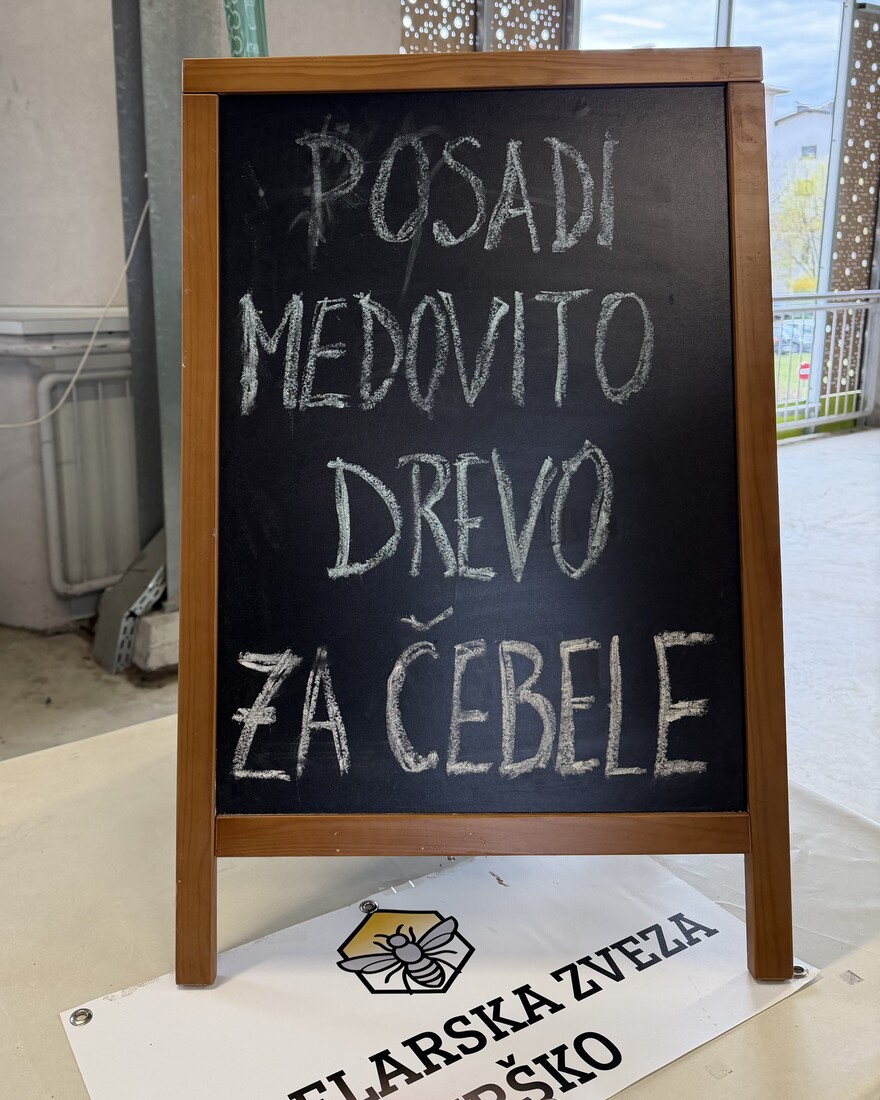 POSADI
MEDOVITO
DREVO
ZA ČEBELE
ZVEZA